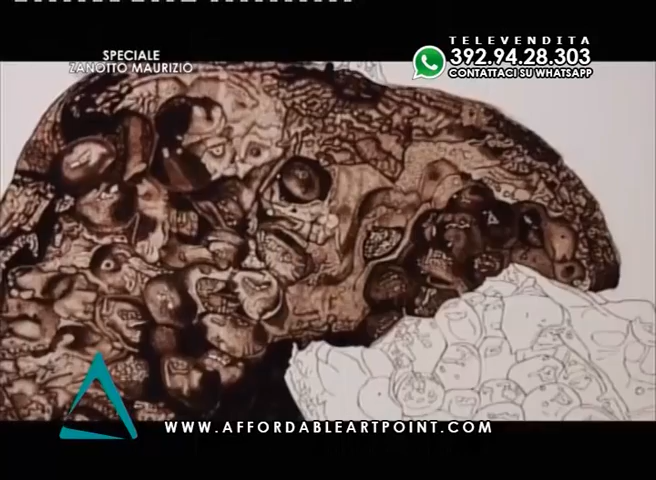 TELEVENDITA
SPECIALE
ZANOTTO MAURIZIO
392.94.28.303
CONTATTACI SU WHATSAPP
WWW.AFFORDABLEARTPOINT.COM